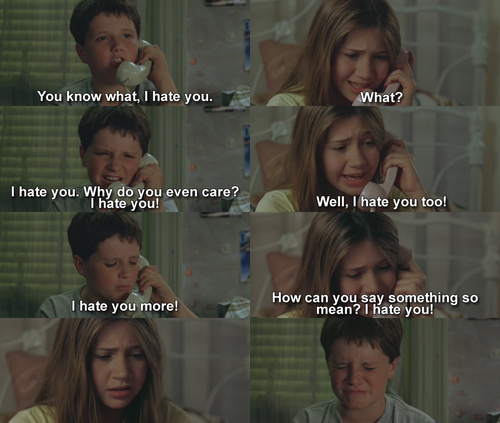 You know what, I hate you.
What?
I hate you. Why do you even care?
I hate you!
Well, I hate you too!
I hate you more!
How can you say something so
mean? I hate you!